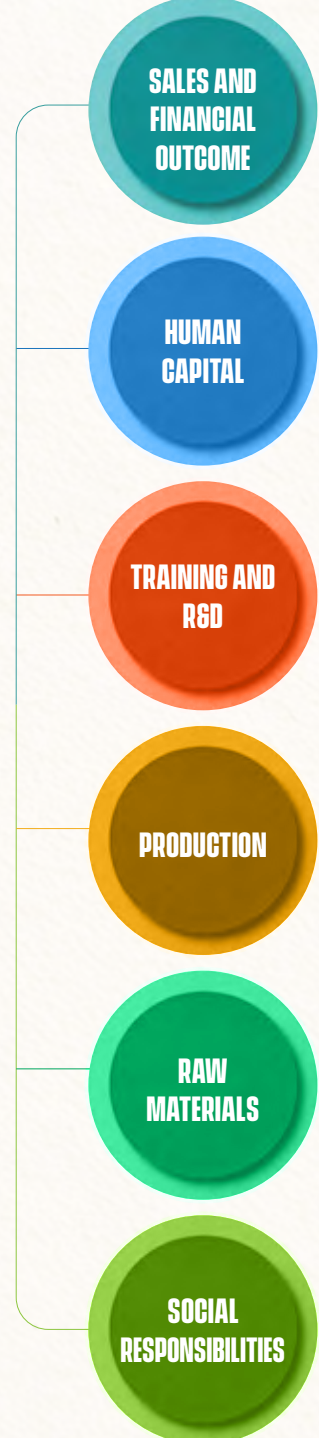 SALES AND
FINANCIAL
OUTCOME
HUMAN
CAPITAL
TRAINING AND
R&D
PRODUCTION
RAW
MATERIALS
SOCIAL
RESPONSIBILITIES